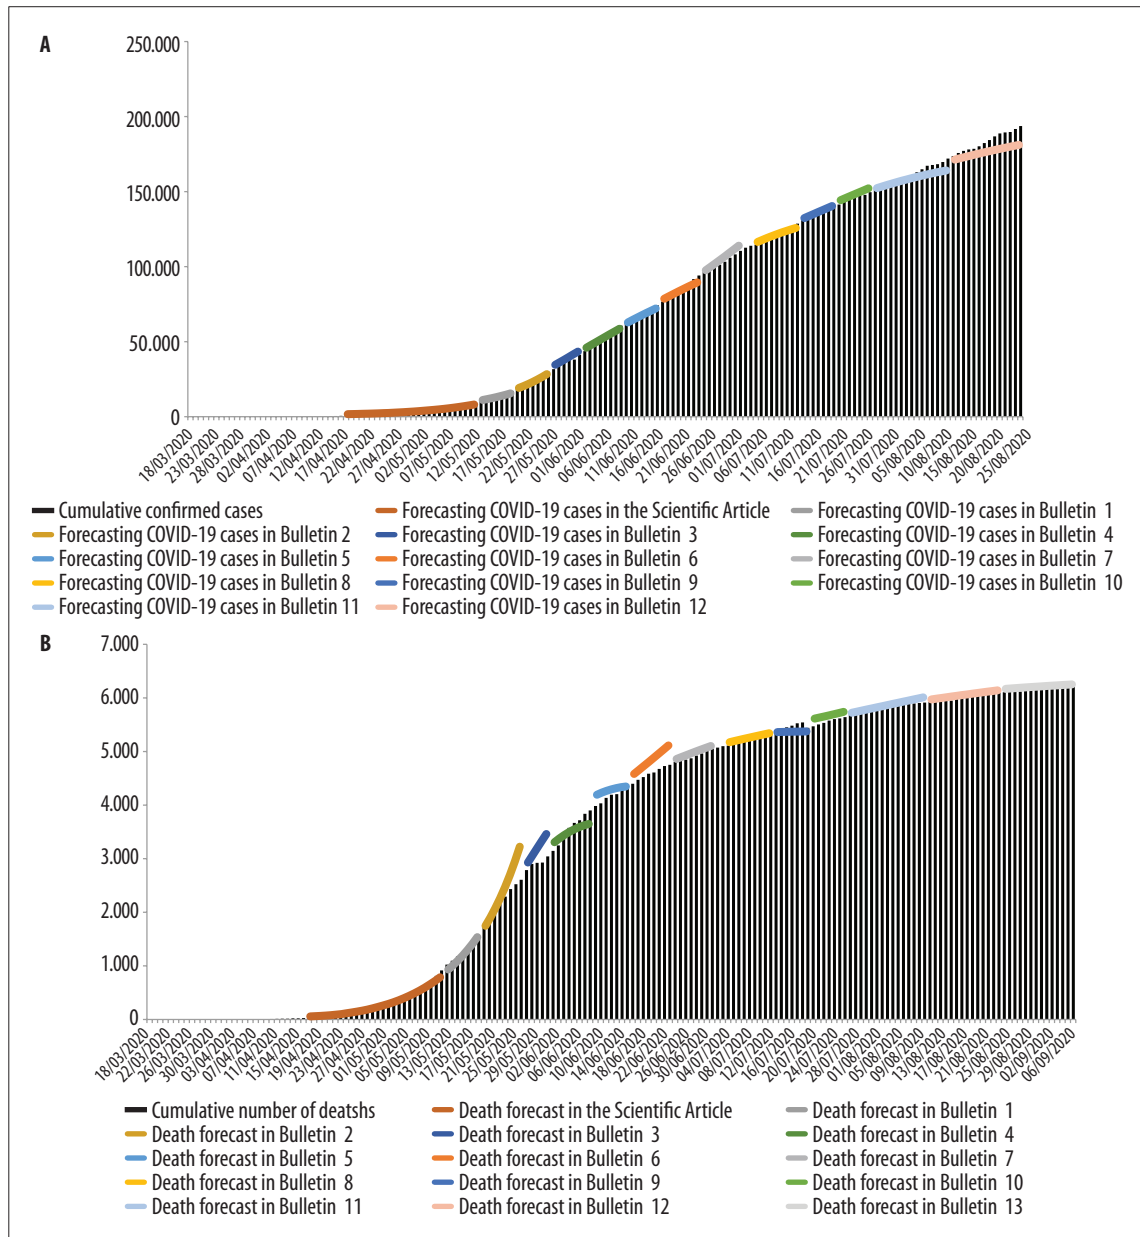 A
250.000
200.000
150.000
100.000
50.000
0
18/03/2020 23/03/2020 28/03/2020 02/04/2020 07/04/2020 12/04/2020 17/04/2020 22/04/2020 27/04/2020 02/05/2020 07/05/2020 12/05/2020 17/05/2020 22/05/2020 27/05/2020 01/06/2020 06/06/2020 11/06/2020 16/06/2020 21/06/2020 26/06/2020 01/07/2020 06/07/2020 11/07/2020 16/07/2020 21/07/2020 26/07/2020 31/07/2020 05/08/2020 10/08/2020 15/08/2020 20/08/2020 25/08/2020
Cumulative confirmed cases Forecasting COVID-19 cases in the Scientific Article Forecasting COVID-19 cases in Bulletin 1
Forecasting COVID-19 cases in Bulletin 2 Forecasting COVID-19 cases in Bulletin 3 Forecasting COVID-19 cases in Bulletin 4
Forecasting COVID-19 cases in Bulletin 5 Forecasting COVID-19 cases in Bulletin 6 Forecasting COVID-19 cases in Bulletin 7
Forecasting COVID-19 cases in Bulletin 8 Forecasting COVID-19 cases in Bulletin 9 Forecasting COVID-19 cases in Bulletin 10
Forecasting COVID-19 cases in Bulletin 11 Forecasting COVID-19 cases in Bulletin 12
B
7.000
6.000
5.000
4.000
3.000
2.000
1.000
0
18/03/2020 22/03/2020 26/03/2020 30/03/2020 03/04/2020 07/04/2020 11/04/2020 15/04/2020 19/04/2020 23/04/2020 27/04/2020 01/05/2020 05/05/2020 09/05/2020 13/05/2020 17/05/2020 21/05/2020 25/05/2020 29/05/2020 02/06/2020 06/06/2020 10/06/2020 14/06/2020 18/06/2020 22/06/2020 26/06/2020 30/06/2020 04/07/2020 08/07/2020 12/07/2020 16/07/2020 20/07/2020 24/07/2020 28/07/2020 01/08/2020 05/08/2020 09/08/2020 13/08/2020 17/08/2020 21/08/2020 25/08/2020 29/08/2020 02/09/2020 06/09/2020
Cumulative number of deatshs Death forecast in the Scientific Article Death forecast in Bulletin 1
Death forecast in Bulletin 2 Death forecast in Bulletin 3 Death forecast in Bulletin 4
Death forecast in Bulletin 5 Death forecast in Bulletin 6 Death forecast in Bulletin 7
Death forecast in Bulletin 8 Death forecast in Bulletin 9 Death forecast in Bulletin 10
Death forecast in Bulletin 11 Death forecast in Bulletin 12 Death forecast in Bulletin 13